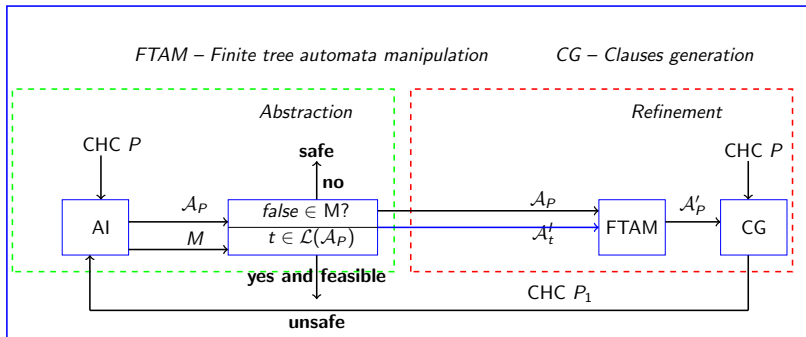 FTAM – Finite tree automata manipulation
CG – Clauses generation
Abstraction
Refinement
CHC P
safe
CHC P
no
𝒜_P
false ∈ M?
𝒜_P
𝒜′_P
AI
M
t ∈ ℒ(𝒜_P)
𝒜′_t
FTAM
CG
yes and feasible
CHC P₁
unsafe